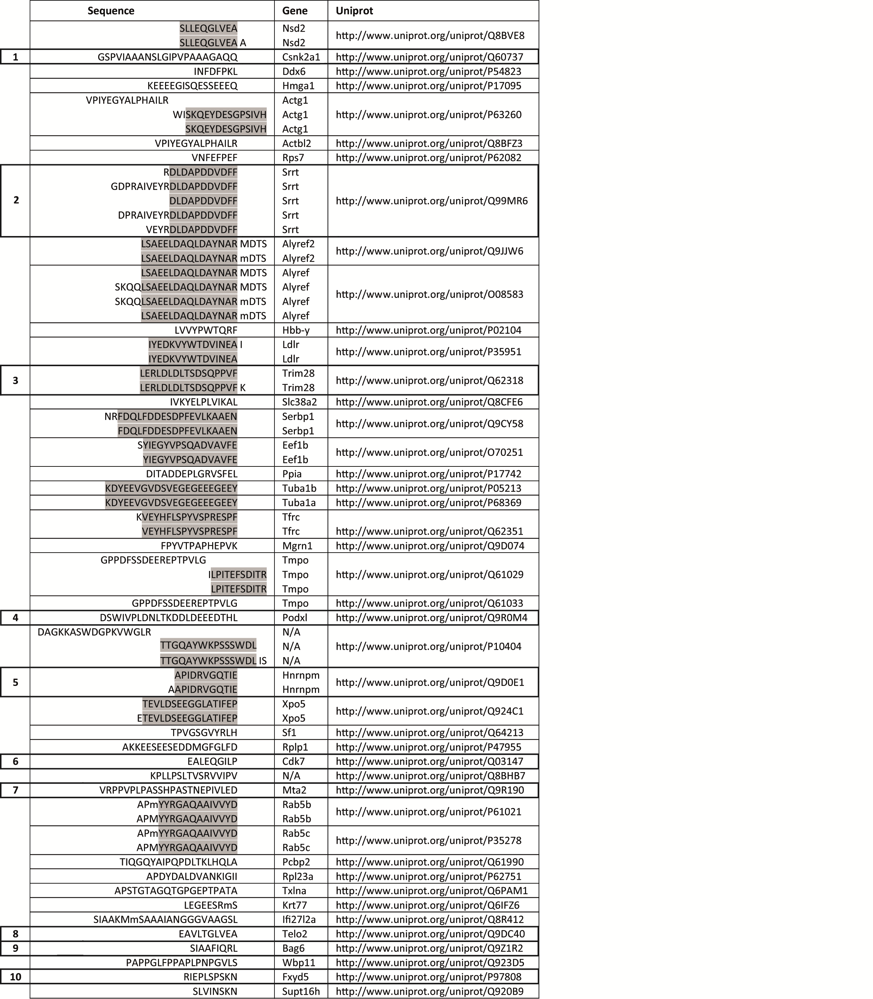 Sequence Gene Uniprot
SLLEQGLVEA Nsd2 http://www.uniprot.org/uniprot/Q8BVE8
SLLEQGLVEA A Nsd2
1 GSPVIAAANSLGIPVPAAAGAQQ Csnk2a1 http://www.uniprot.org/uniprot/Q60737
INFDFPKL Ddx6 http://www.uniprot.org/uniprot/P54823
KEEEEGISQESSEEEQ Hmga1 http://www.uniprot.org/uniprot/P17095
VPIYEGYALPHAILR Actg1
WISKQEYDESGPSIVH Actg1 http://www.uniprot.org/uniprot/P63260
SKQEYDESGPSIVH Actg1
VPIYEGYALPHAILR Actbl2 http://www.uniprot.org/uniprot/Q8BFZ3
VNFEFPEF Rps7 http://www.uniprot.org/uniprot/P62082
RDLDAPDDVDFF Srrt
GDPRAIVEYRDLDAPDDVDFF Srrt
2 DLDAPDDVDFF Srrt http://www.uniprot.org/uniprot/Q99MR6
DPRAIVEYRDLDAPDDVDFF Srrt
VEYRDLDAPDDVDFF Srrt
LSAEELDAQLDAYNAR MDTS Alyref2 http://www.uniprot.org/uniprot/Q9JJW6
LSAEELDAQLDAYNAR mDTS Alyref2
LSAEELDAQLDAYNAR MDTS Alyref
SKQQLSAEELDAQLDAYNAR MDTS Alyref http://www.uniprot.org/uniprot/O08583
SKQQLSAEELDAQLDAYNAR mDTS Alyref
LSAEELDAQLDAYNAR mDTS Alyref
LVVYPWTQRF Hbb-y http://www.uniprot.org/uniprot/P02104
IYEDKVYWTDVINEA I Ldlr http://www.uniprot.org/uniprot/P35951
IYEDKVYWTDVINEA Ldlr
3 LERLDLDLTSDSQPPVF Trim28 http://www.uniprot.org/uniprot/Q62318
LERLDLDLTSDSQPPVF K Trim28
IVKYELPLVIKAL Slc38a2 http://www.uniprot.org/uniprot/Q8CFE6
NRFDQLFDDESDPFEVLKAAEN Serbp1 http://www.uniprot.org/uniprot/Q9CY58
FDQLFDDESDPFEVLKAAEN Serbp1
SYIEGYVPSQADVAVFE Eef1b http://www.uniprot.org/uniprot/O70251
YIEGYVPSQADVAVFE Eef1b
DITADDEPLGRVSFEL Ppia http://www.uniprot.org/uniprot/P17742
KDYEEVGVDSVEGEGEEEGEEY Tuba1b http://www.uniprot.org/uniprot/P05213
KDYEEVGVDSVEGEGEEEGEEY Tuba1a http://www.uniprot.org/uniprot/P68369
KVEYHFLSPYVSPRESPF Tfrc
VEYHFLSPYVSPRESPF Tfrc http://www.uniprot.org/uniprot/Q62351
FPYVTPAPHEPVK Mgrn1 http://www.uniprot.org/uniprot/Q9D074
GPPDFSSDEEREPTPVLG Tmpo
ILPITEFSDITR Tmpo http://www.uniprot.org/uniprot/Q61029
LPITEFSDITR Tmpo
GPPDFSSDEEREPTPVLG Tmpo http://www.uniprot.org/uniprot/Q61033
4 DSWIVPLDNLTKDDLDEEEDTHL Podxl http://www.uniprot.org/uniprot/Q9R0M4
DAGKKASWDGPKVWGLR N/A
TTGQAYWKPSSSWDL N/A http://www.uniprot.org/uniprot/P10404
TTGQAYWKPSSSWDL IS N/A
5 APIDRVGQTIE Hnrnpm http://www.uniprot.org/uniprot/Q9D0E1
AAPIDRVGQTIE Hnrnpm
TEVLDSEEGGLATIFEP Xpo5 http://www.uniprot.org/uniprot/Q924C1
ETEVLDSEEGGLATIFEP Xpo5
TPVGSGVYRLH Sf1 http://www.uniprot.org/uniprot/Q64213
AKKEESEESEDDMGFGLFD Rplp1 http://www.uniprot.org/uniprot/P47955
6 EALEQGILP Cdk7 http://www.uniprot.org/uniprot/Q03147
KPLLPSLTVSRVVIPV N/A http://www.uniprot.org/uniprot/Q8BHB7
7 VRPPVPLPASSHPASTNEPIVLED Mta2 http://www.uniprot.org/uniprot/Q9R190
APmYYRGAQAAIVVYD Rab5b http://www.uniprot.org/uniprot/P61021
APMYYRGAQAAIVVYD Rab5b
APmYYRGAQAAIVVYD Rab5c http://www.uniprot.org/uniprot/P35278
APMYYRGAQAAIVVYD Rab5c
TIQGQYAIPQPDLTKLHQLA Pcbp2 http://www.uniprot.org/uniprot/Q61990
APDYDALDVANKIGII Rpl23a http://www.uniprot.org/uniprot/P62751
APSTGTAGQTGPGEPTPATA Txlna http://www.uniprot.org/uniprot/Q6PAM1
LEGEESRmS Krt77 http://www.uniprot.org/uniprot/Q6IFZ6
SIAAKMmSAAAIANGGGVAAGSL Ifi27l2a http://www.uniprot.org/uniprot/Q8R412
8 EAVLTGLVEA Telo2 http://www.uniprot.org/uniprot/Q9DC40
9 SIAAFIQRL Bag6 http://www.uniprot.org/uniprot/Q9Z1R2
PAPPGLFPPAPLPNPGVLS Wbp11 http://www.uniprot.org/uniprot/Q923D5
10 RIEPLSPSKN Fxyd5 http://www.uniprot.org/uniprot/P97808
SLVINSKN Supt16h http://www.uniprot.org/uniprot/Q920B9